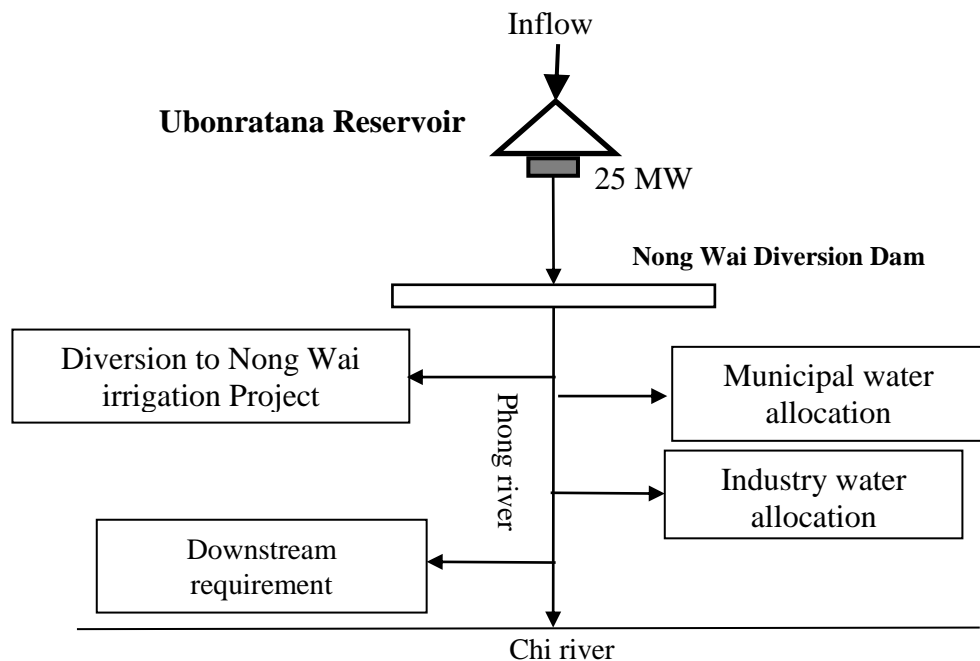 Inflow
Ubonratana Reservoir
25 MW
Nong Wai Diversion Dam
Diversion to Nong Wai
irrigation Project
Municipal water
allocation
Phong river
Industry water
allocation
Downstream
requirement
Chi river